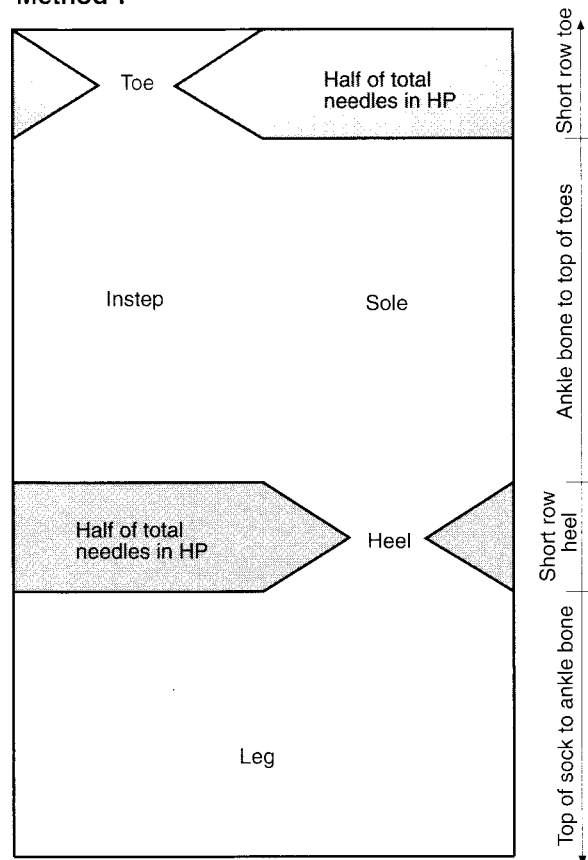 Toe
Half of total
needles in HP
Short row toe
Instep
Sole
Ankle bone to top of toes
Half of total
needles in HP
Heel
Short row
heel
Leg
Top of sock to ankle bone